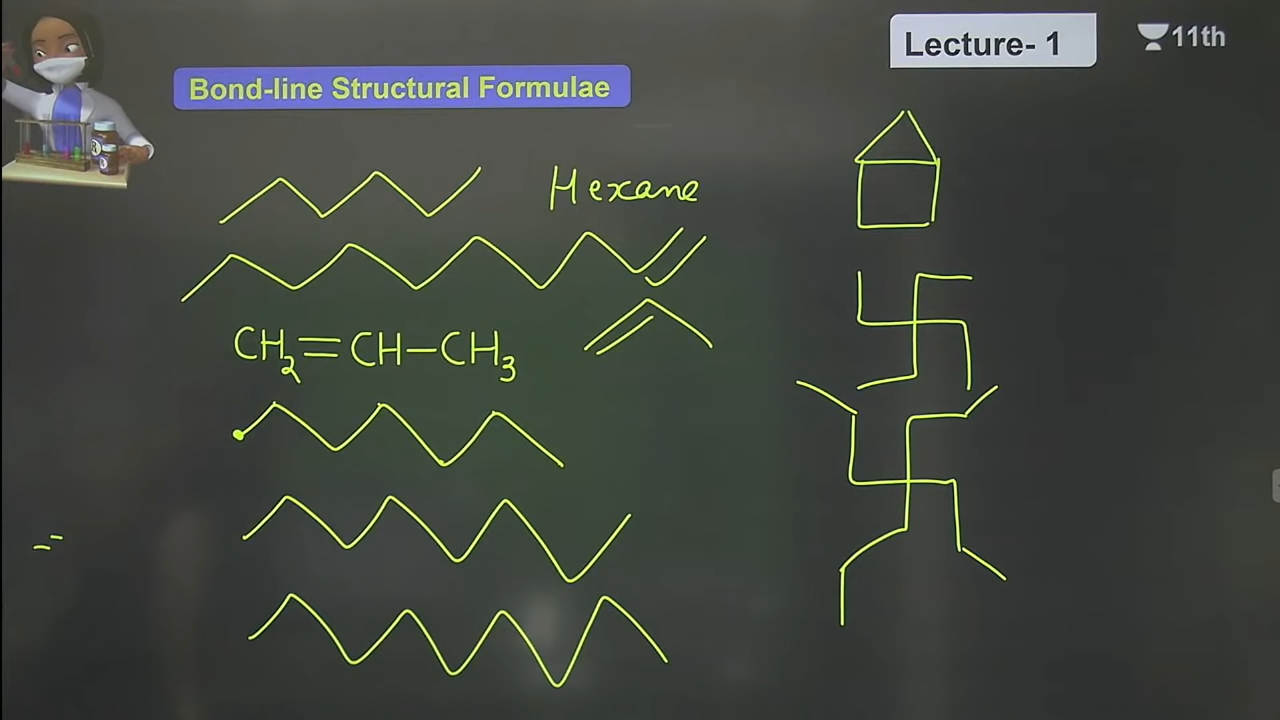 Lecture- 1
11th
Bond-line Structural Formulae
Hexane
CH₂=CH–CH₃